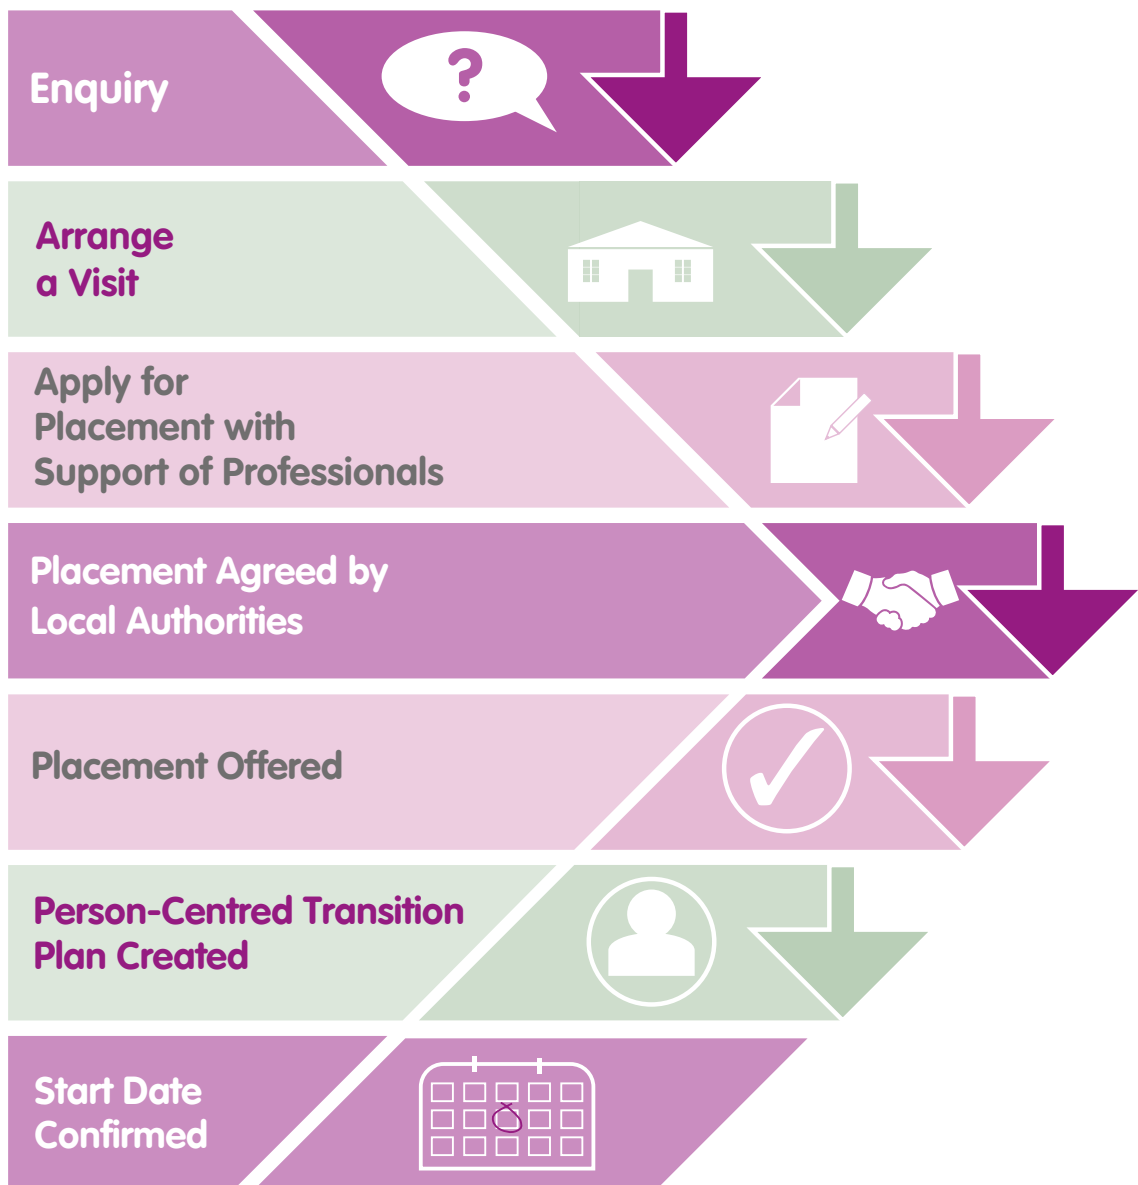 Enquiry
?
Arrange
a Visit
Apply for
Placement with
Support of Professionals
Placement Agreed by
Local Authorities
Placement Offered
Person-Centred Transition
Plan Created
Start Date
Confirmed